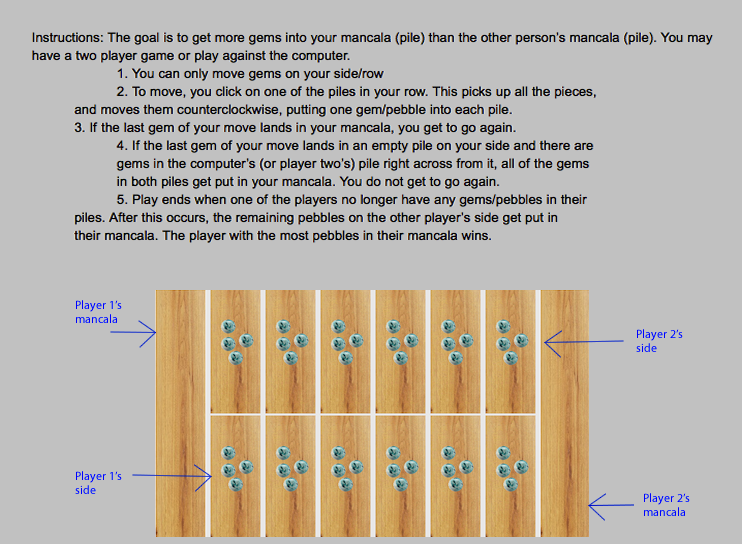 Instructions: The goal is to get more gems into your mancala (pile) than the other person's mancala (pile). You may
have a two player game or play against the computer.
1. You can only move gems on your side/row
2. To move, you click on one of the piles in your row. This picks up all the pieces,
and moves them counterclockwise, putting one gem/pebble into each pile.
3. If the last gem of your move lands in your mancala, you get to go again.
4. If the last gem of your move lands in an empty pile on your side and there are
gems in the computer's (or player two's) pile right across from it, all of the gems
in both piles get put in your mancala. You do not get to go again.
5. Play ends when one of the players no longer have any gems/pebbles in their
piles. After this occurs, the remaining pebbles on the other player's side get put in
their mancala. The player with the most pebbles in their mancala wins.
Player 1's
mancala
Player 2's
side
Player 1's
side
Player 2's
mancala